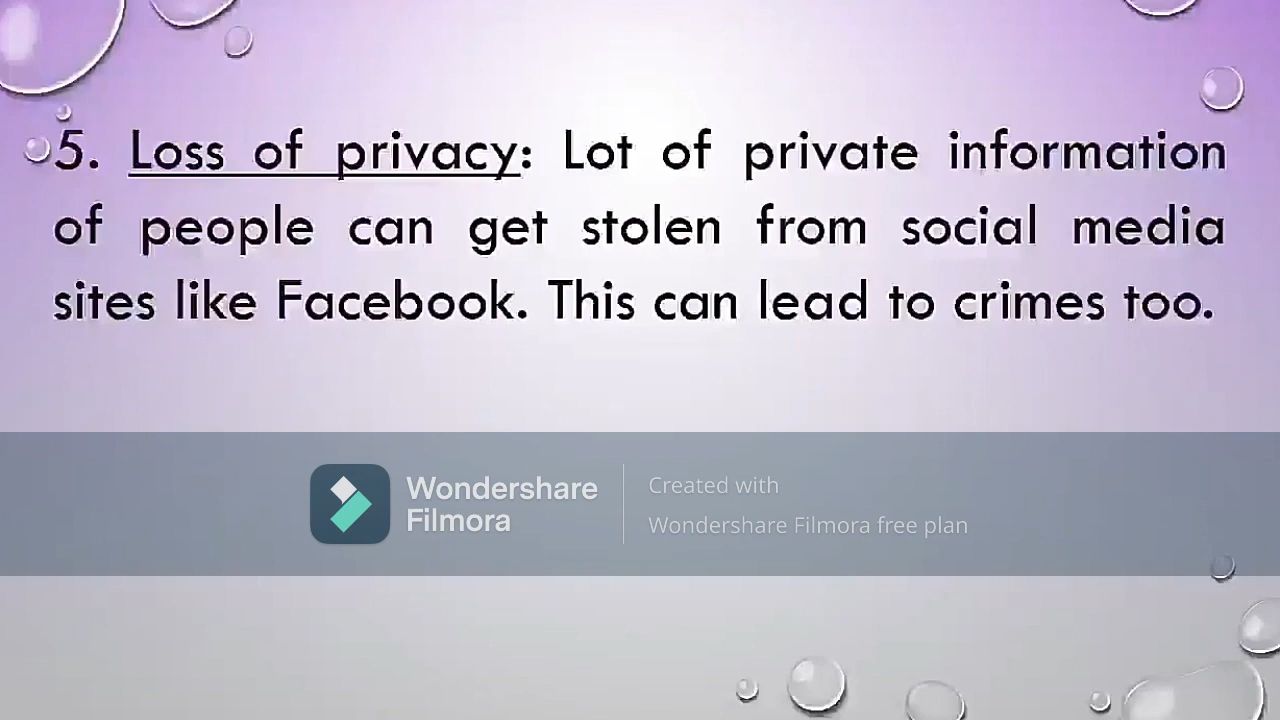 5. Loss of privacy: Lot of private information
of people can get stolen from social media
sites like Facebook. This can lead to crimes too.
Wondershare
Filmora
Created with
Wondershare Filmora free plan